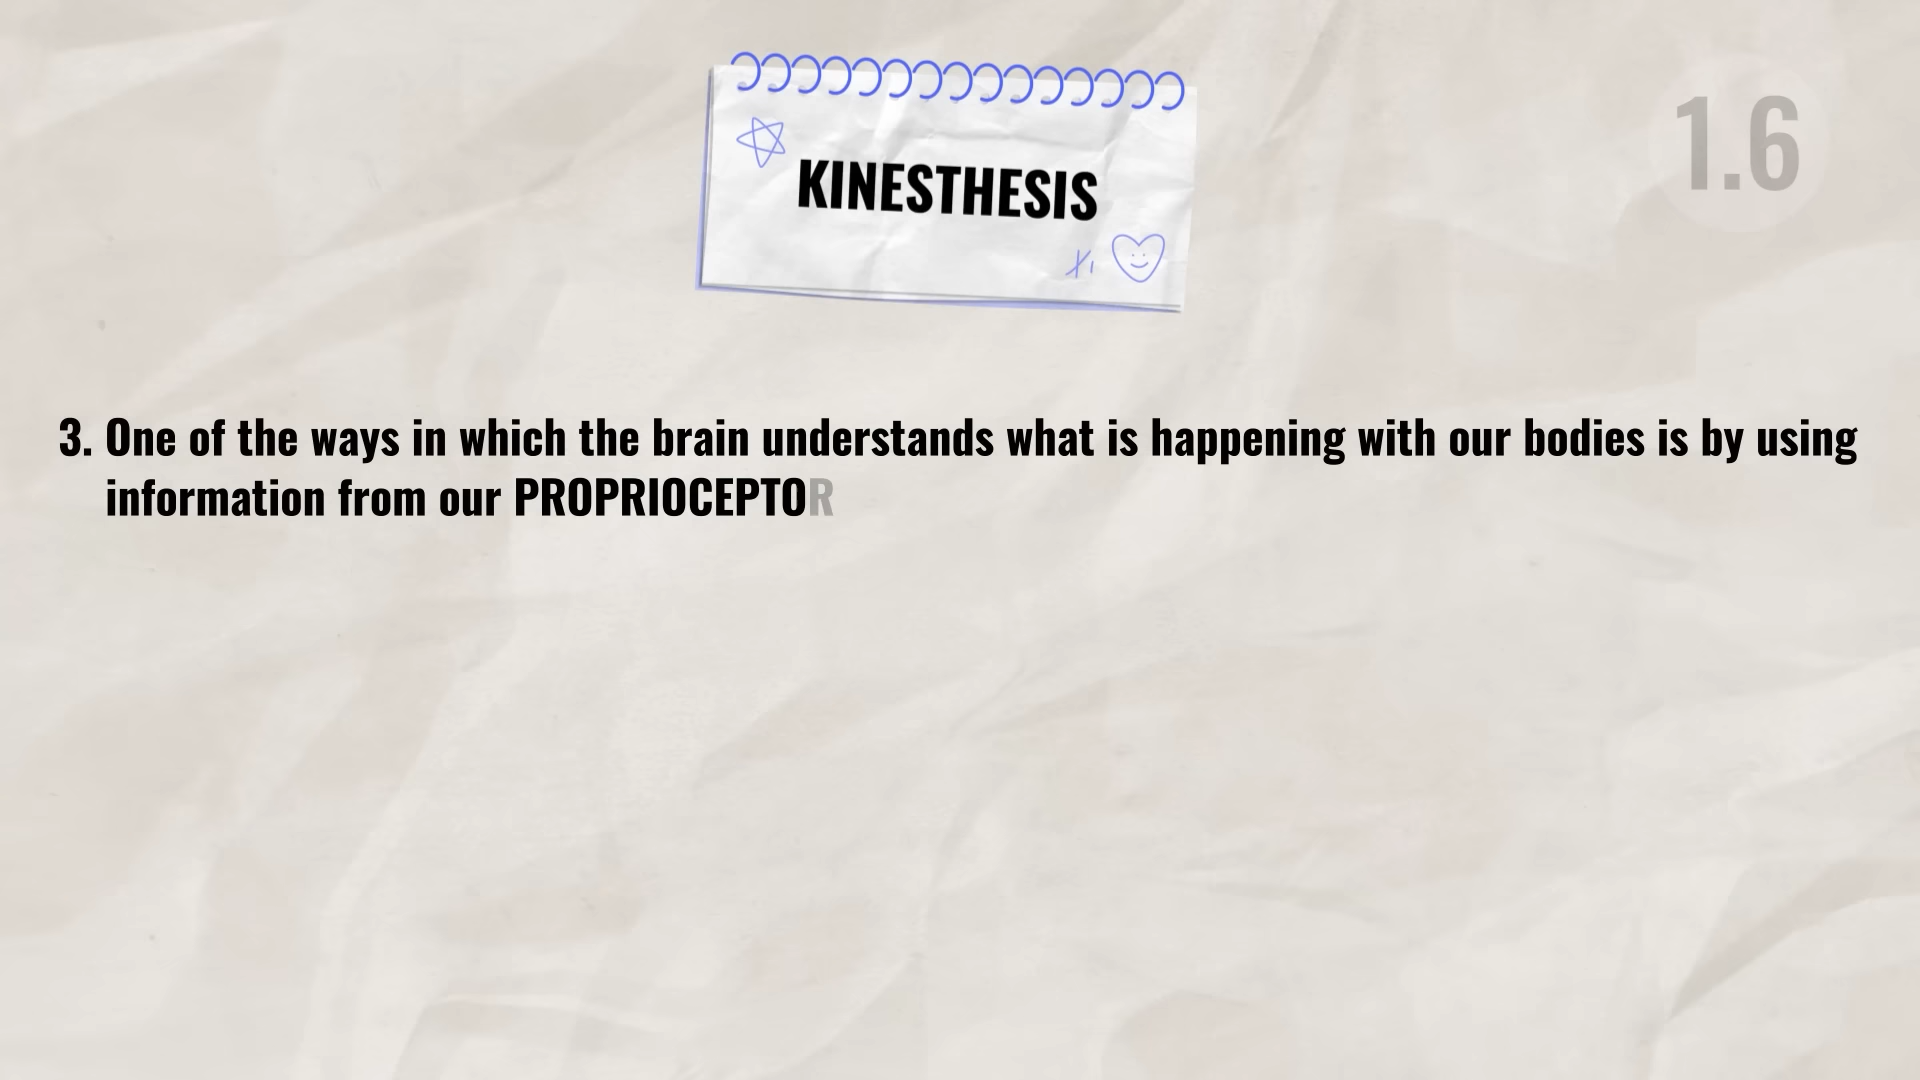 KINESTHESIS
1.6
3. One of the ways in which the brain understands what is happening with our bodies is by using
information from our PROPRIOCEPTOR